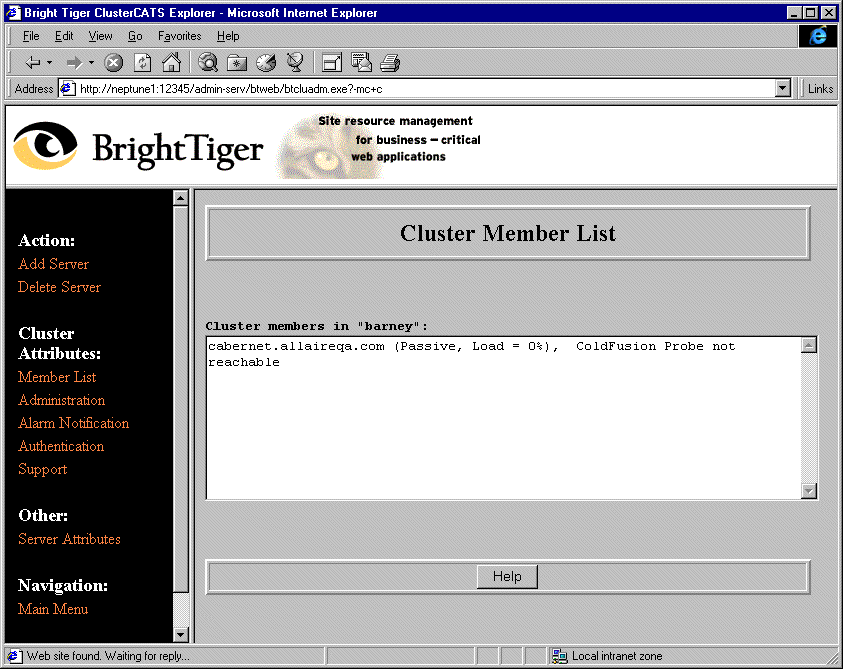 Bright Tiger ClusterCATS Explorer - Microsoft Internet Explorer
File Edit View Go Favorites Help
Address http://neptune1:12345/admin-serv/btweb/btcluadm.exe?-mc+c Links
BrightTiger
Site resource management
for business – critical
web applications
Action:
Add Server
Delete Server
Cluster
Attributes:
Member List
Administration
Alarm Notification
Authentication
Support
Other:
Server Attributes
Navigation:
Main Menu
Cluster Member List
Cluster members in "barney":
cabernet.allaireqa.com (Passive, Load = 0%),  ColdFusion Probe not
reachable
Help
Web site found. Waiting for reply... Local intranet zone